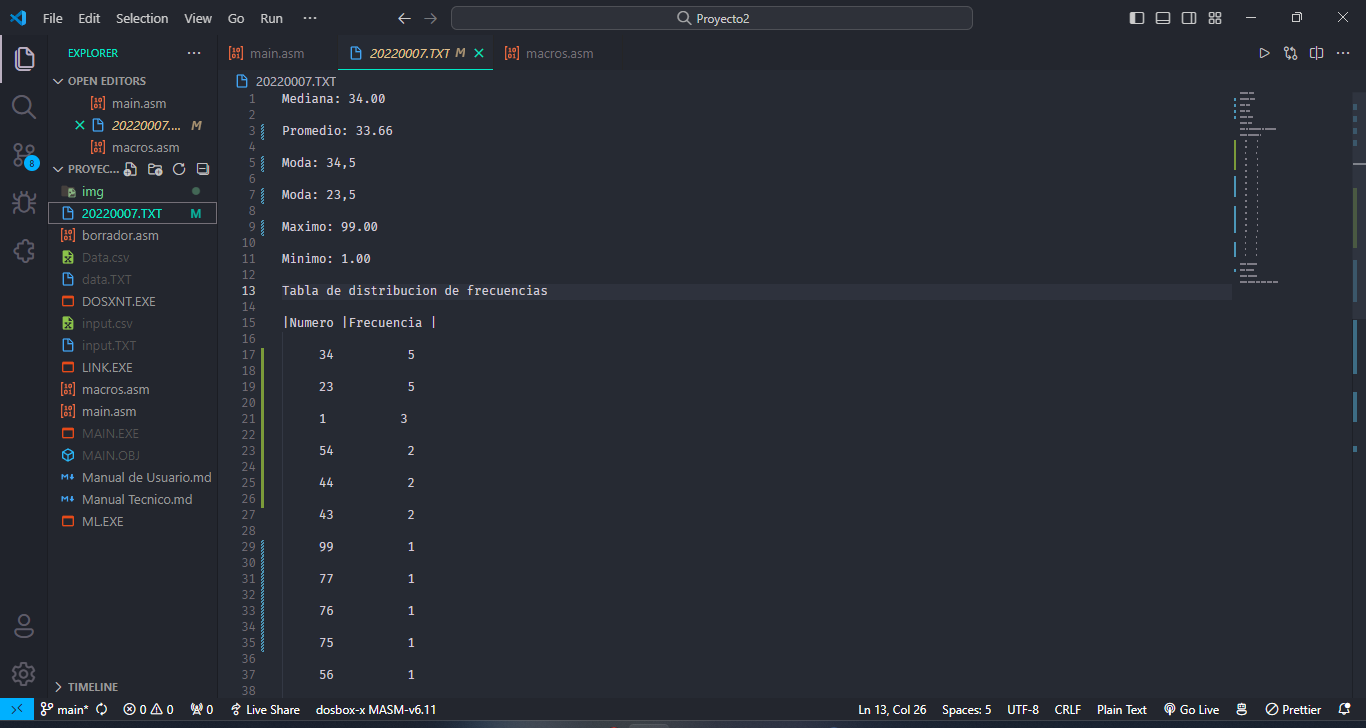 File Edit Selection View Go Run ··· Proyecto2
EXPLORER ···
OPEN EDITORS
main.asm
20220007.... M
macros.asm
PROYEC...
img
20220007.TXT M
borrador.asm
Data.csv
data.TXT
DOSXNT.EXE
input.csv
input.TXT
LINK.EXE
macros.asm
main.asm
MAIN.EXE
MAIN.OBJ
Manual de Usuario.md
Manual Tecnico.md
ML.EXE
TIMELINE
8
main.asm 20220007.TXT M macros.asm
20220007.TXT
1 Mediana: 34.00
2
3 Promedio: 33.66
4
5 Moda: 34,5
6
7 Moda: 23,5
8
9 Maximo: 99.00
10
11 Minimo: 1.00
12
13 Tabla de distribucion de frecuencias
14
15 |Numero |Frecuencia |
16
17 34 5
18
19 23 5
20
21 1 3
22
23 54 2
24
25 44 2
26
27 43 2
28
29 99 1
30
31 77 1
32
33 76 1
34
35 75 1
36
37 56 1
38
main* 0 0 0 Live Share dosbox-x MASM-v6.11 Ln 13, Col 26 Spaces: 5 UTF-8 CRLF Plain Text Go Live Prettier